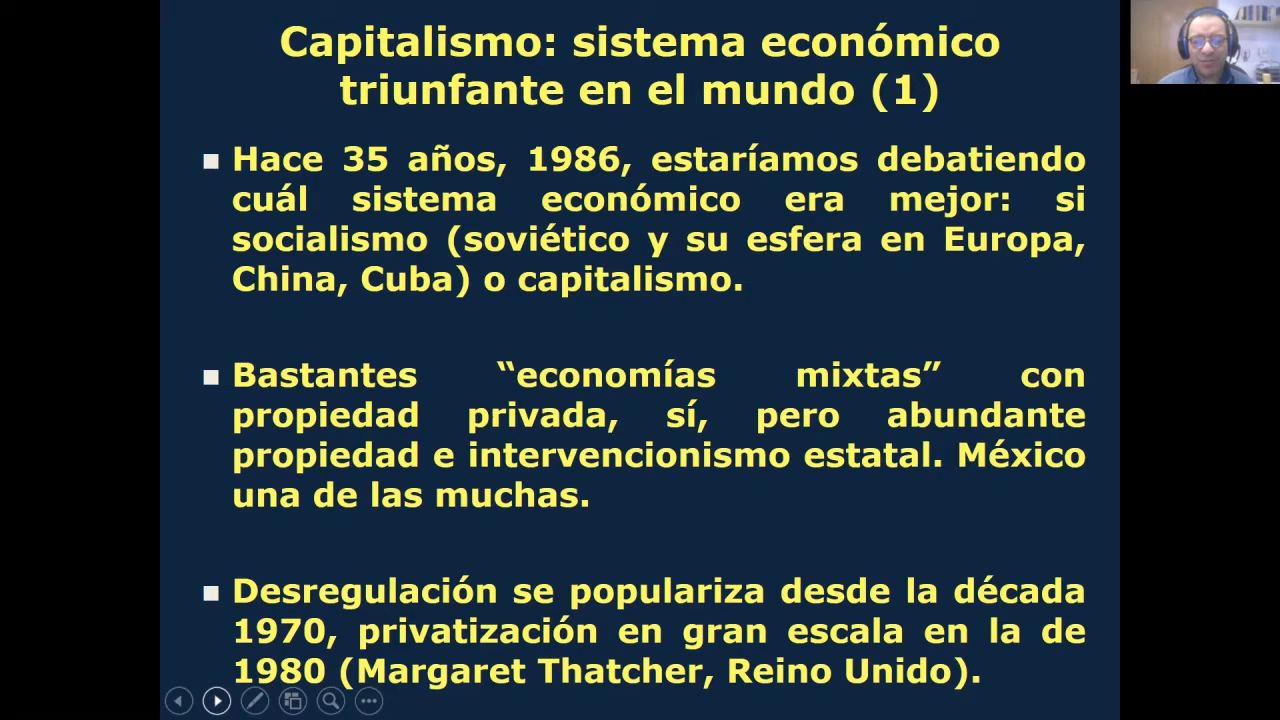 Capitalismo: sistema económico
triunfante en el mundo (1)
Hace 35 años, 1986, estaríamos debatiendo
cuál sistema económico era mejor: si
socialismo (soviético y su esfera en Europa,
China, Cuba) o capitalismo.
Bastantes “economías mixtas” con
propiedad privada, sí, pero abundante
propiedad e intervencionismo estatal. México
una de las muchas.
Desregulación se populariza desde la década
1970, privatización en gran escala en la de
1980 (Margaret Thatcher, Reino Unido).